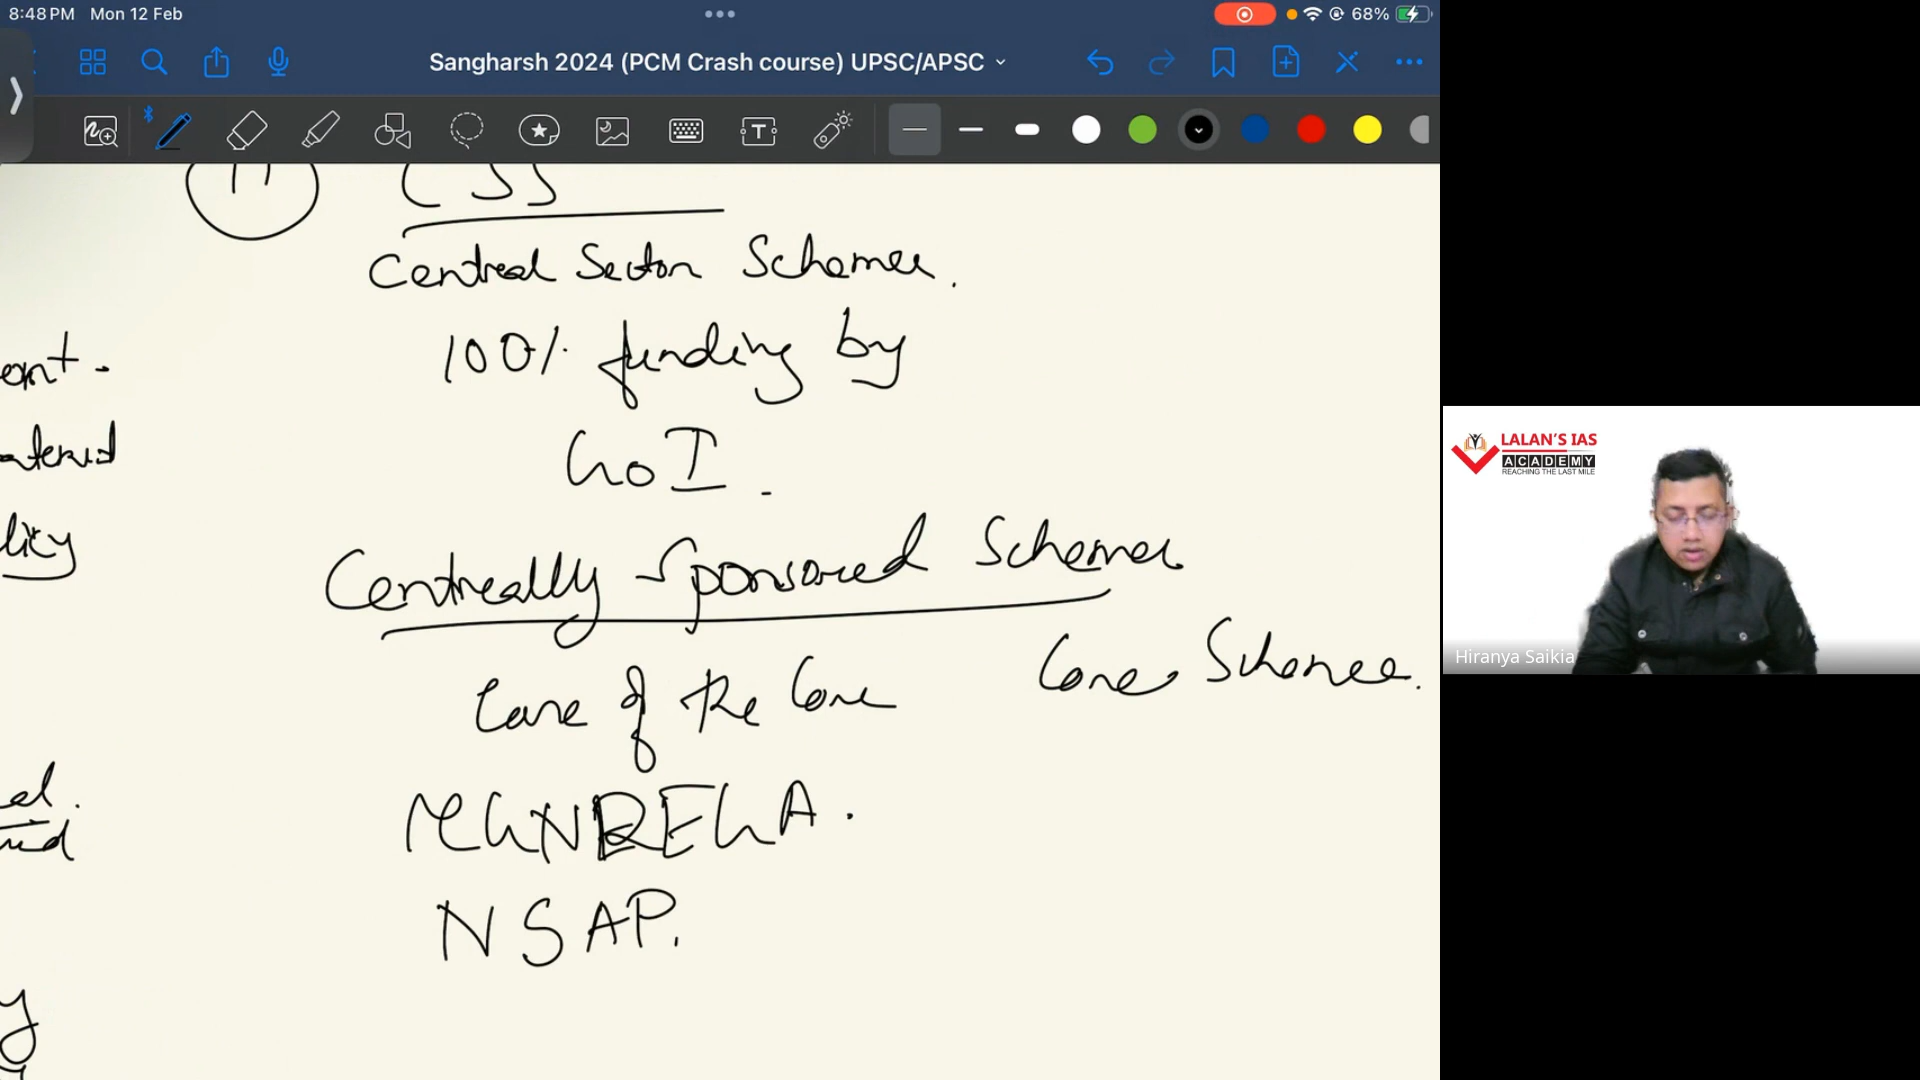 8:48 PM Mon 12 Feb
68%
Sangharsh 2024 (PCM Crash course) UPSC/APSC
T
11 CSS
Central Sector Schemes.
100% funding by
GoI.
Centrally Sponsored Schemes
Core of the Core
Core Schemes.
MGNREGA.
NSAP.
licy
LALAN'S IAS
ACADEMY
REACHING THE LAST MILE
Hiranya Saikia